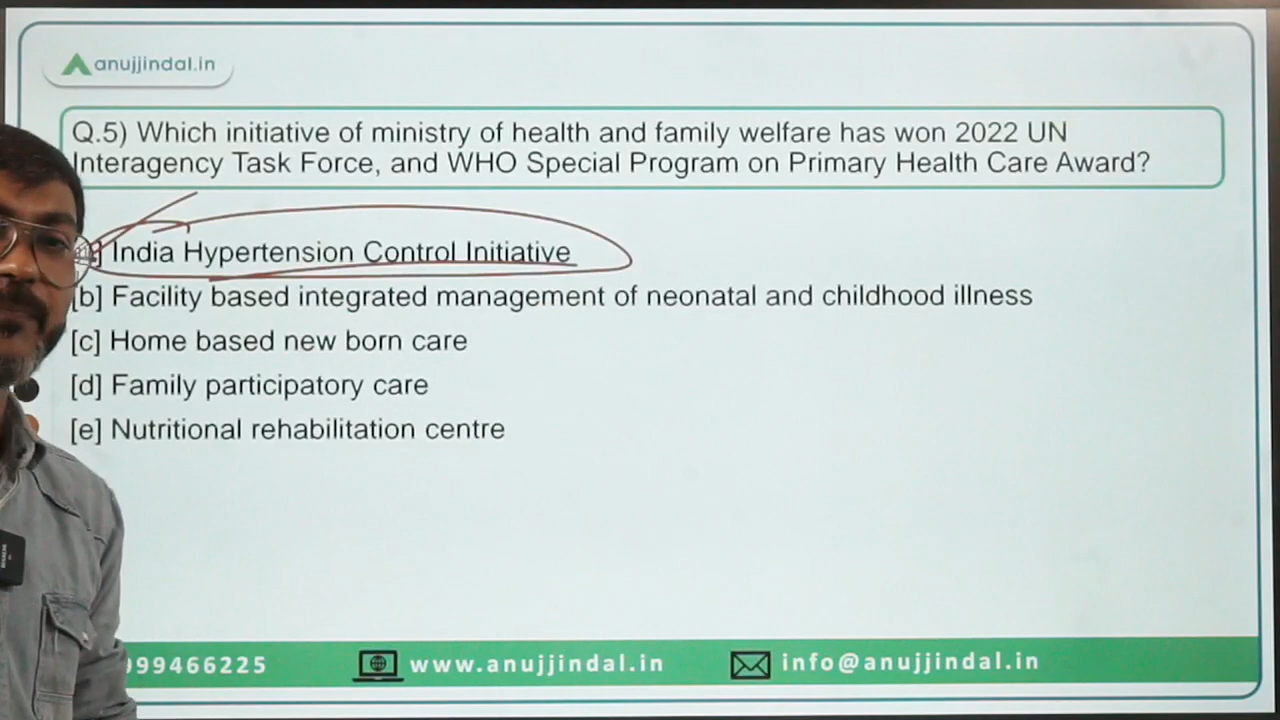 anujjindal.in
Q.5) Which initiative of ministry of health and family welfare has won 2022 UN
Interagency Task Force, and WHO Special Program on Primary Health Care Award?
India Hypertension Control Initiative
[b] Facility based integrated management of neonatal and childhood illness
[c] Home based new born care
[d] Family participatory care
[e] Nutritional rehabilitation centre
999466225 www.anujjindal.in info@anujjindal.in